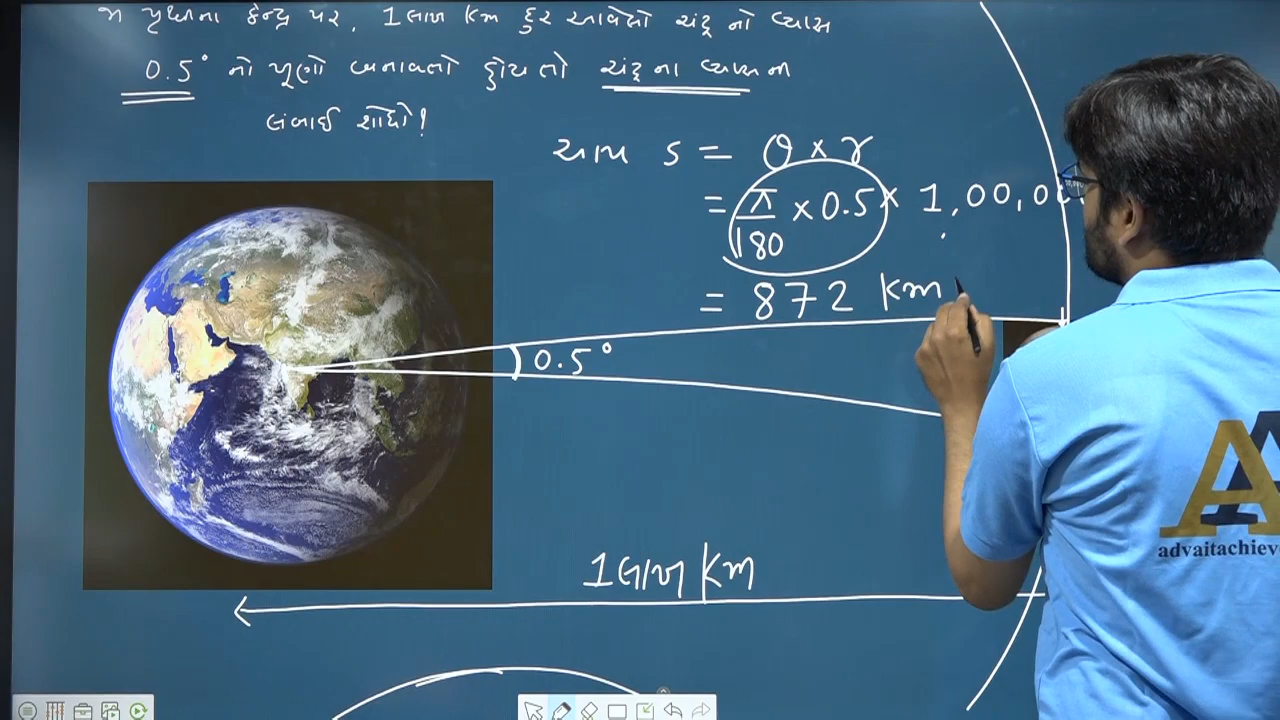 જો પૃથ્વીના કેન્દ્ર પર, 1લાખ km દુર આવેલો ચંદ્ર નો વ્યાસ
0.5° નો ખૂણો બનાવતો હોય તો ચંદ્રના વ્યાસની
લંબાઈ શોધો!
ચાપ s = θ × r
= π/180 × 0.5 × 1,00,00
= 872 km
0.5°
1લાખ km
advaitachieve